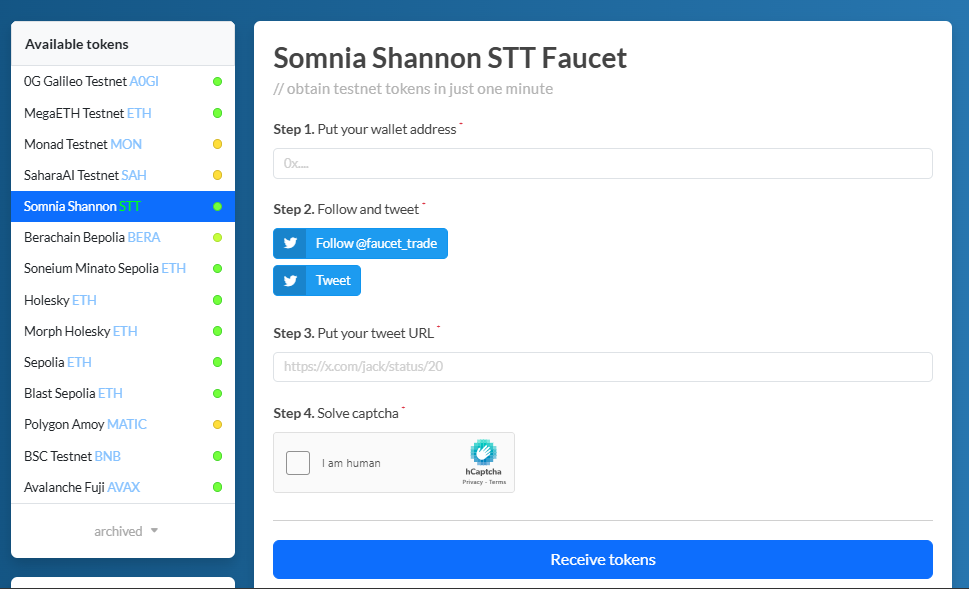 Available tokens
0G Galileo Testnet A0GI
MegaETH Testnet ETH
Monad Testnet MON
SaharaAI Testnet SAH
Somnia Shannon STT
Berachain Bepolia BERA
Soneium Minato Sepolia ETH
Holesky ETH
Morph Holesky ETH
Sepolia ETH
Blast Sepolia ETH
Polygon Amoy MATIC
BSC Testnet BNB
Avalanche Fuji AVAX
archived
Somnia Shannon STT Faucet
// obtain testnet tokens in just one minute
Step 1. Put your wallet address
0x....
Step 2. Follow and tweet
Follow @faucet_trade
Tweet
Step 3. Put your tweet URL
https://x.com/jack/status/20
Step 4. Solve captcha
I am human
hCaptcha
Privacy - Terms
Receive tokens